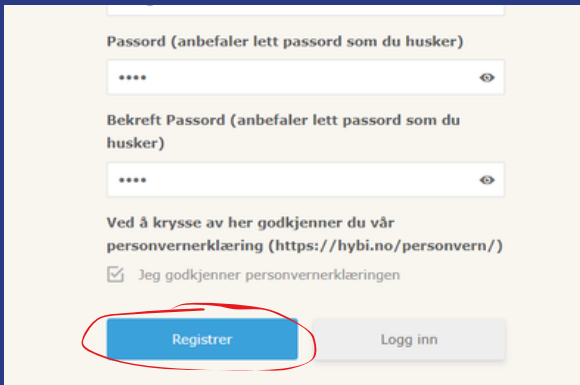 Passord (anbefaler lett passord som du husker)
••••
Bekreft Passord (anbefaler lett passord som du
husker)
••••
Ved å krysse av her godkjenner du vår
personvernerklæring (https://hybi.no/personvern/)
Jeg godkjenner personvernerklæringen
Registrer
Logg inn